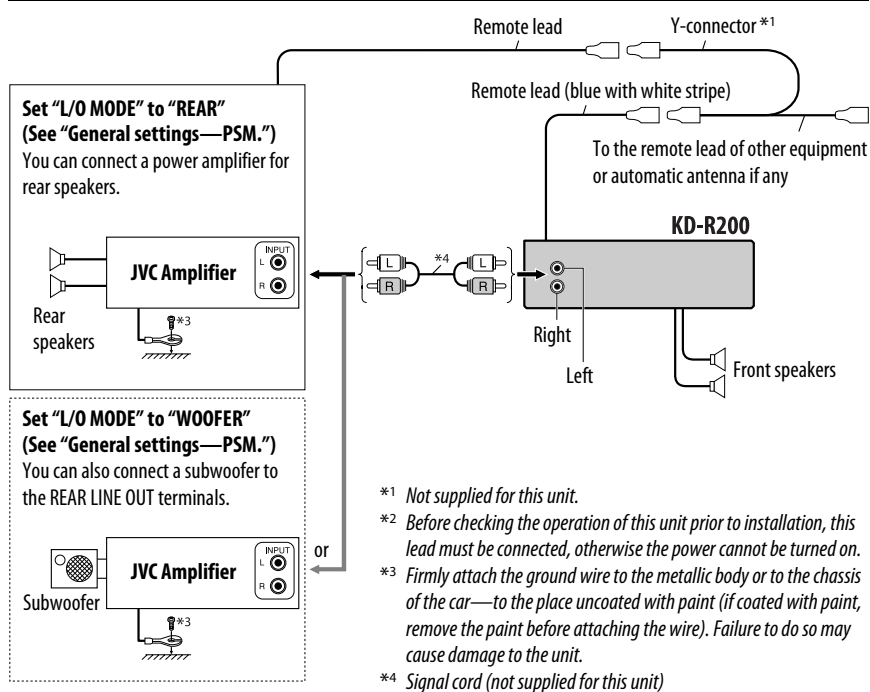 Remote lead
Y-connector *1
Remote lead (blue with white stripe)
To the remote lead of other equipment
or automatic antenna if any
Set “L/O MODE” to “REAR”
(See “General settings—PSM.”)
You can connect a power amplifier for
rear speakers.
JVC Amplifier
INPUT
L
R
Rear
speakers
*3
L
R
*4
L
R
KD-R200
Right
Left
Front speakers
Set “L/O MODE” to “WOOFER”
(See “General settings—PSM.”)
You can also connect a subwoofer to
the REAR LINE OUT terminals.
Subwoofer
JVC Amplifier
INPUT
L
R
*3
or
*1 Not supplied for this unit.
*2 Before checking the operation of this unit prior to installation, this
lead must be connected, otherwise the power cannot be turned on.
*3 Firmly attach the ground wire to the metallic body or to the chassis
of the car—to the place uncoated with paint (if coated with paint,
remove the paint before attaching the wire). Failure to do so may
cause damage to the unit.
*4 Signal cord (not supplied for this unit)